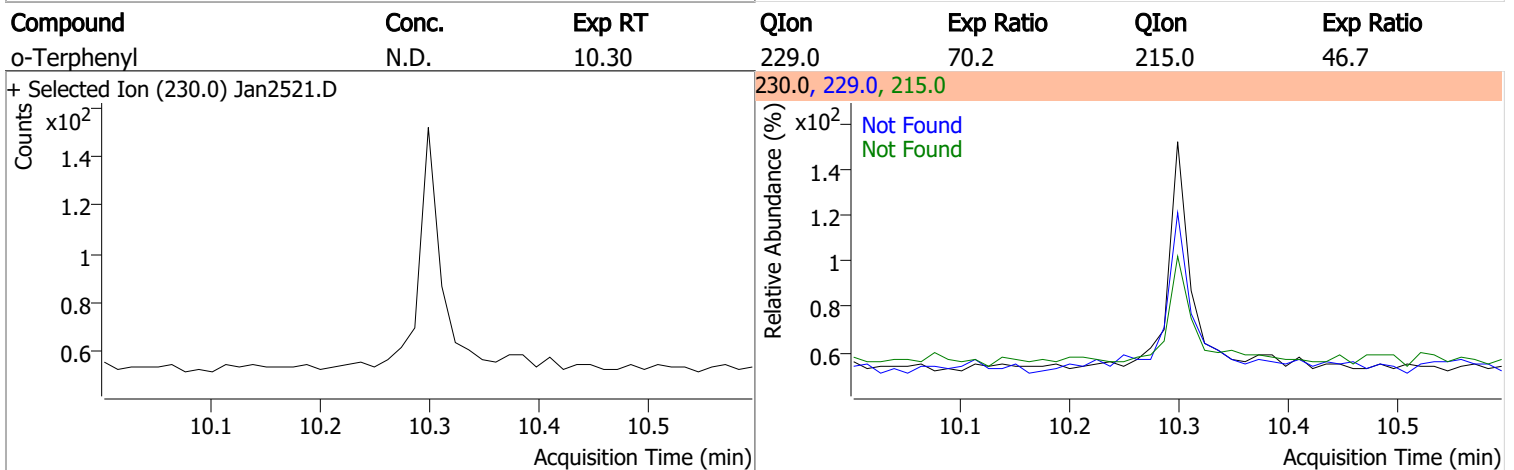 Compound Conc. Exp RT QIon Exp Ratio QIon Exp Ratio
o-Terphenyl N.D. 10.30 229.0 70.2 215.0 46.7
+ Selected Ion (230.0) Jan2521.D
Counts
x10²
1.4
1.2
1
0.8
0.6
10.1 10.2 10.3 10.4 10.5
Acquisition Time (min)
230.0, 229.0, 215.0
Relative Abundance (%)
x10²
Not Found
Not Found
1.4
1.2
1
0.8
0.6
10.1 10.2 10.3 10.4 10.5
Acquisition Time (min)